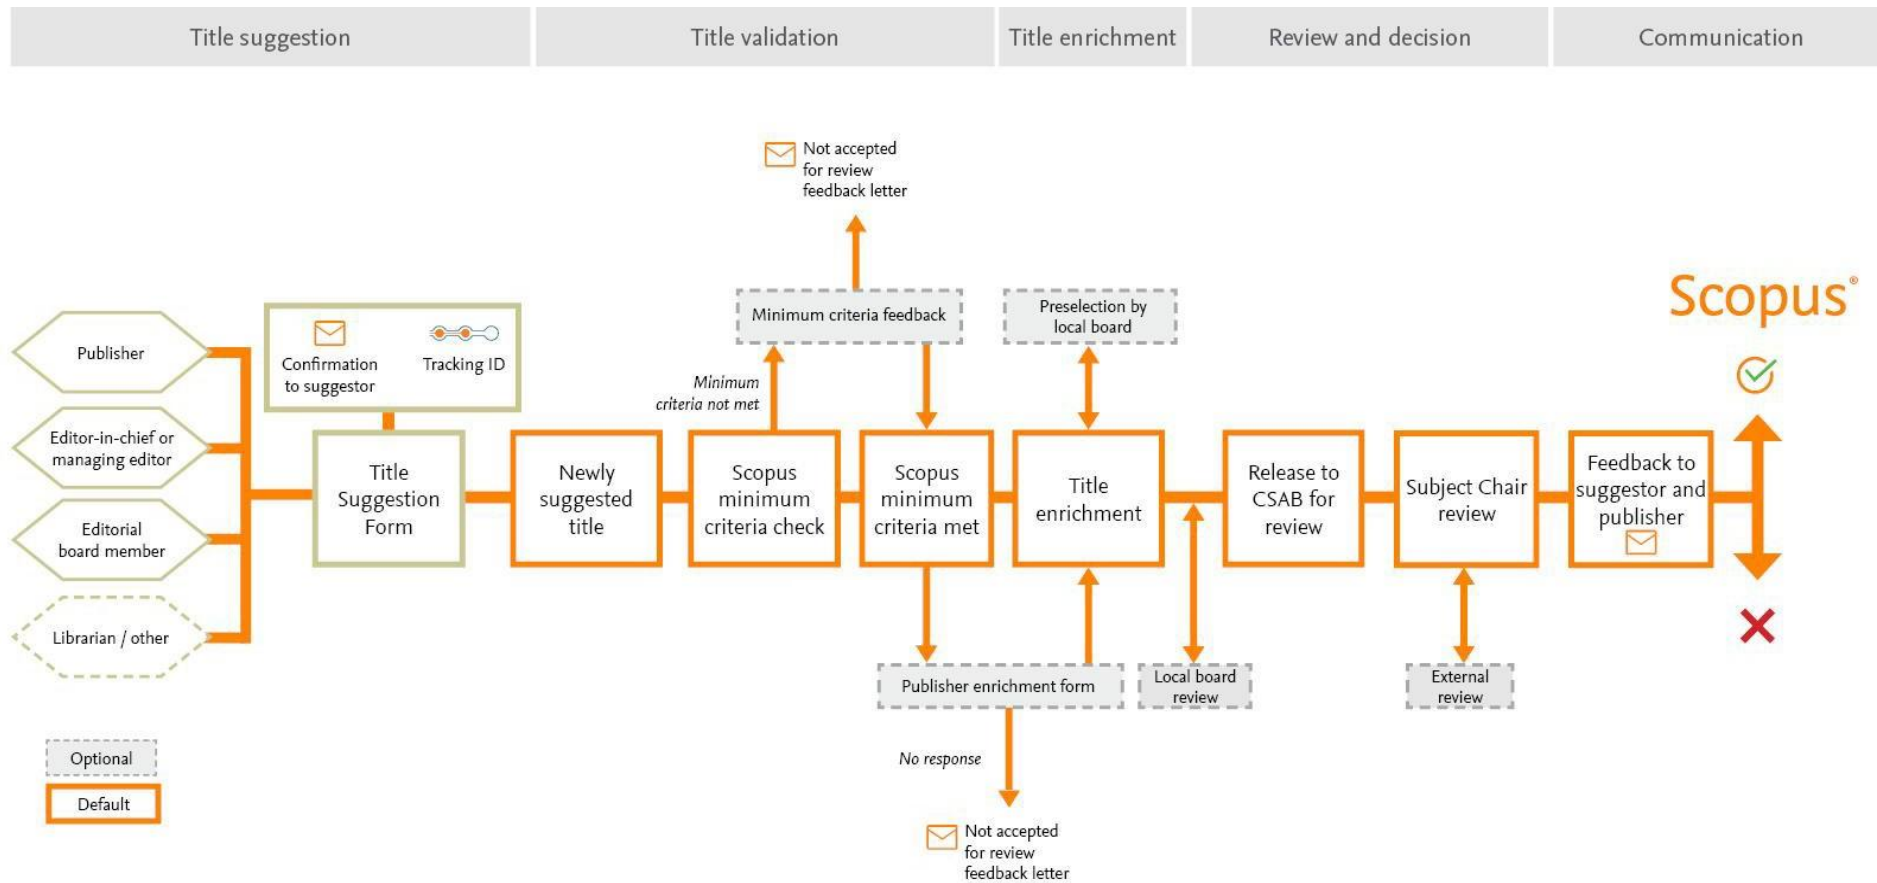 Title suggestion
Title validation
Title enrichment
Review and decision
Communication
Not accepted
for review
feedback letter
Scopus®
Minimum criteria feedback
Preselection by
local board
Publisher
Confirmation
to suggestor
Tracking ID
Minimum
criteria not met
Editor-in-chief or
managing editor
Title
Suggestion
Form
Newly
suggested
title
Scopus
minimum
criteria check
Scopus
minimum
criteria met
Title
enrichment
Release to
CSAB for
review
Subject Chair
review
Feedback to
suggestor and
publisher
Editorial
board member
Librarian / other
Publisher enrichment form
Local board
review
External
review
Optional
Default
No response
Not accepted
for review
feedback letter